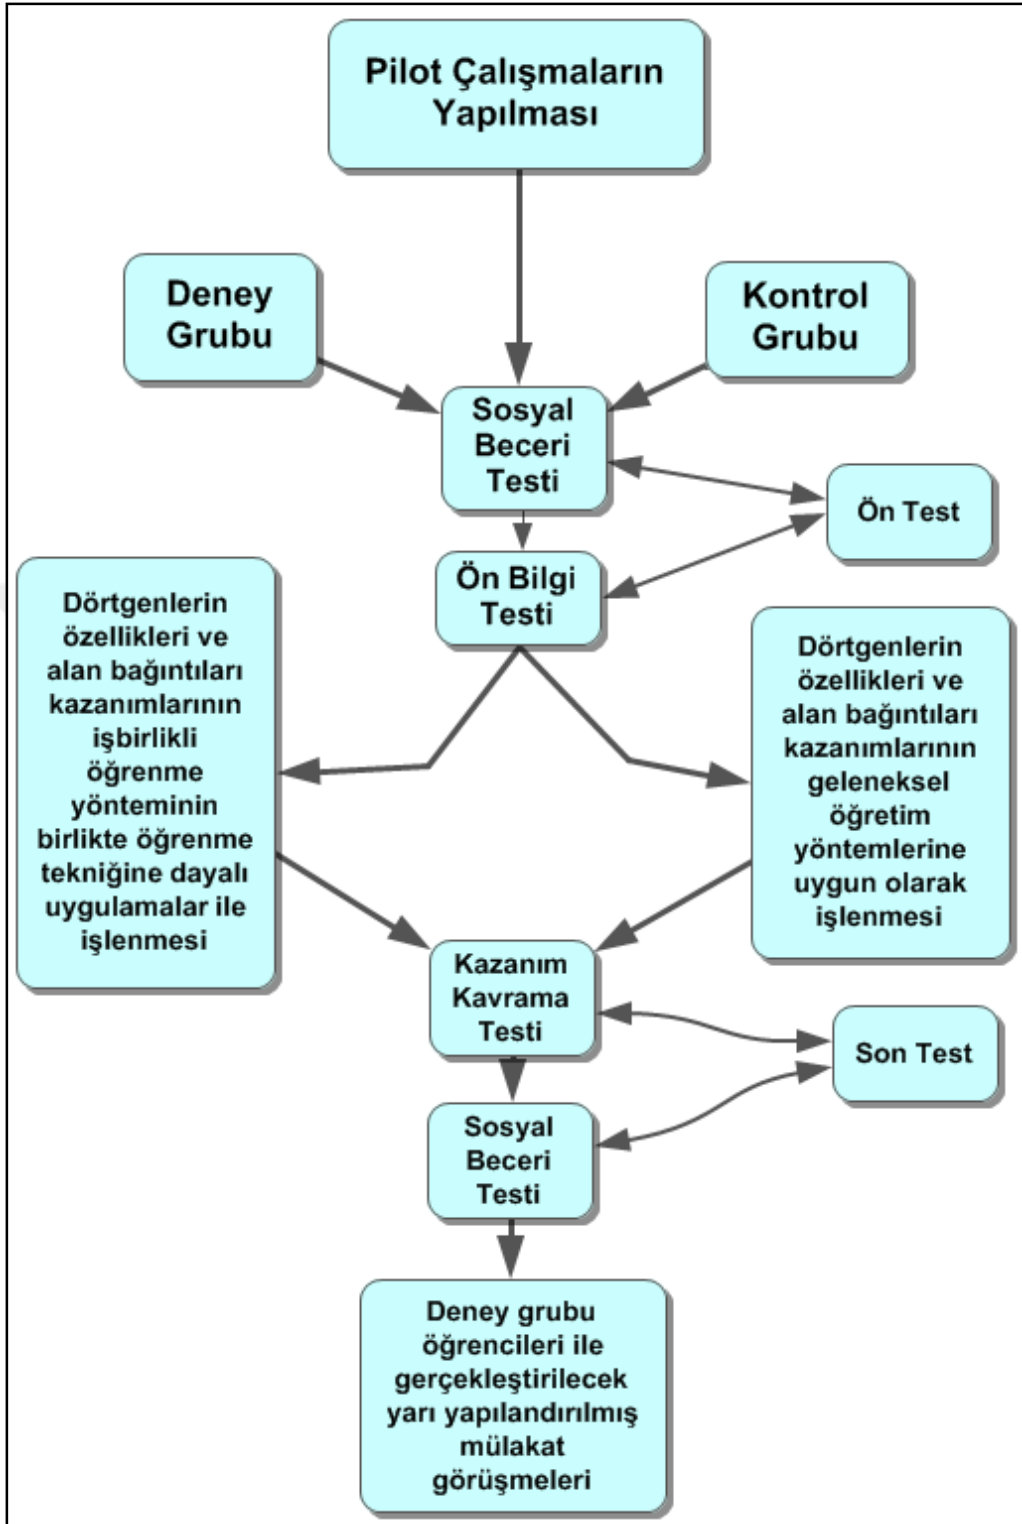 Pilot Çalışmaların
Yapılması
Deney
Grubu
Kontrol
Grubu
Sosyal
Beceri
Testi
Ön Test
Ön Bilgi
Testi
Dörtgenlerin
özellikleri ve
alan bağıntıları
kazanımlarının
işbirlikli
öğrenme
yönteminin
birlikte öğrenme
tekniğine dayalı
uygulamalar ile
işlenmesi
Dörtgenlerin
özellikleri ve
alan bağıntıları
kazanımlarının
geleneksel
öğretim
yöntemlerine
uygun olarak
işlenmesi
Kazanım
Kavrama
Testi
Son Test
Sosyal
Beceri
Testi
Deney grubu
öğrencileri ile
gerçekleştirilecek
yarı yapılandırılmış
mülakat
görüşmeleri